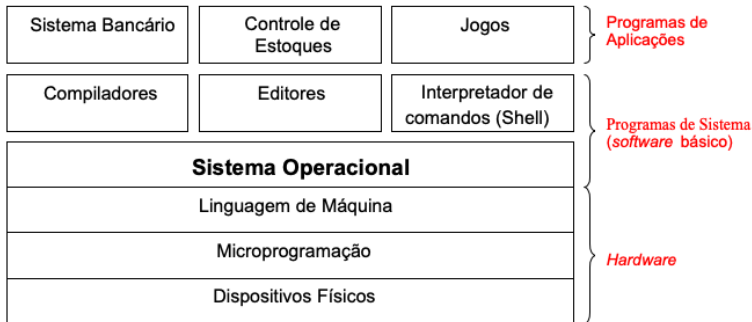 Sistema Bancário
Controle de
Estoques
Jogos
Programas de
Aplicações
Compiladores
Editores
Interpretador de
comandos (Shell)
Programas de Sistema
(software básico)
Sistema Operacional
Linguagem de Máquina
Microprogramação
Hardware
Dispositivos Físicos